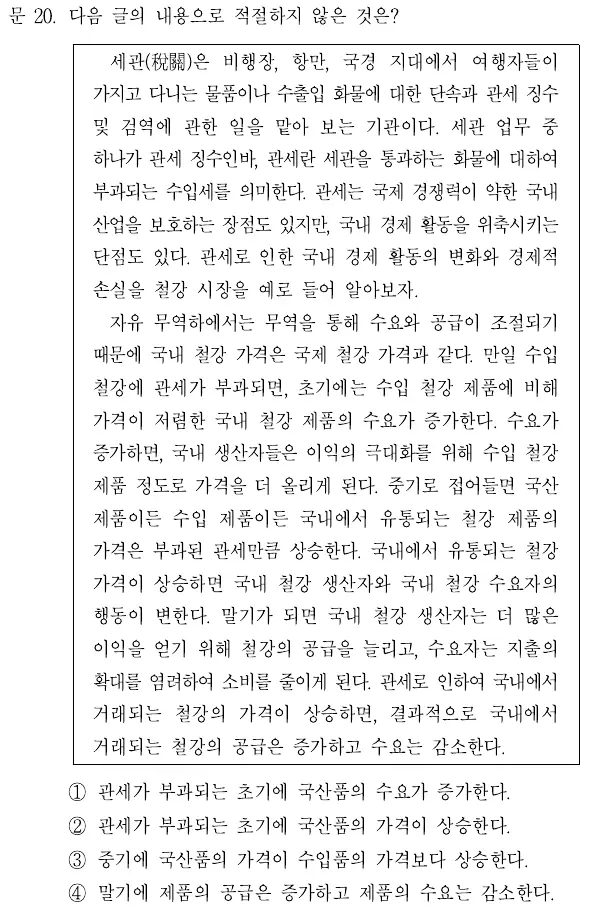 문 20. 다음 글의 내용으로 적절하지 않은 것은?
세관(稅關)은 비행장, 항만, 국경 지대에서 여행자들이
가지고 다니는 물품이나 수출입 화물에 대한 단속과 관세 징수
및 검역에 관한 일을 맡아 보는 기관이다. 세관 업무 중
하나가 관세 징수인바, 관세란 세관을 통과하는 화물에 대하여
부과되는 수입세를 의미한다. 관세는 국제 경쟁력이 약한 국내
산업을 보호하는 장점도 있지만, 국내 경제 활동을 위축시키는
단점도 있다. 관세로 인한 국내 경제 활동의 변화와 경제적
손실을 철강 시장을 예로 들어 알아보자.
자유 무역하에서는 무역을 통해 수요와 공급이 조절되기
때문에 국내 철강 가격은 국제 철강 가격과 같다. 만일 수입
철강에 관세가 부과되면, 초기에는 수입 철강 제품에 비해
가격이 저렴한 국내 철강 제품의 수요가 증가한다. 수요가
증가하면, 국내 생산자들은 이익의 극대화를 위해 수입 철강
제품 정도로 가격을 더 올리게 된다. 중기로 접어들면 국산
제품이든 수입 제품이든 국내에서 유통되는 철강 제품의
가격은 부과된 관세만큼 상승한다. 국내에서 유통되는 철강
가격이 상승하면 국내 철강 생산자와 국내 철강 수요자의
행동이 변한다. 말기가 되면 국내 철강 생산자는 더 많은
이익을 얻기 위해 철강의 공급을 늘리고, 수요자는 지출의
확대를 염려하여 소비를 줄이게 된다. 관세로 인하여 국내에서
거래되는 철강의 가격이 상승하면, 결과적으로 국내에서
거래되는 철강의 공급은 증가하고 수요는 감소한다.
① 관세가 부과되는 초기에 국산품의 수요가 증가한다.
② 관세가 부과되는 초기에 국산품의 가격이 상승한다.
③ 중기에 국산품의 가격이 수입품의 가격보다 상승한다.
④ 말기에 제품의 공급은 증가하고 제품의 수요는 감소한다.